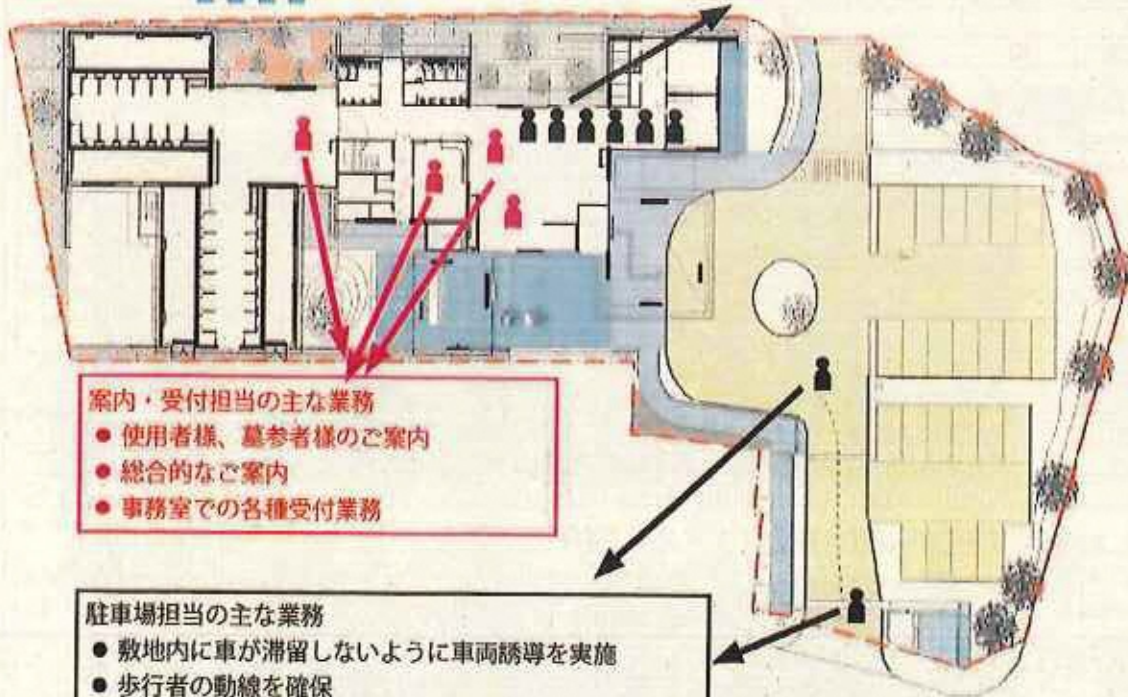 案内・受付担当の主な業務
● 使用者様、墓参者様のご案内
● 総合的なご案内
● 事務室での各種受付業務
駐車場担当の主な業務
● 敷地内に車が滞留しないように車両誘導を実施
● 歩行者の動線を確保